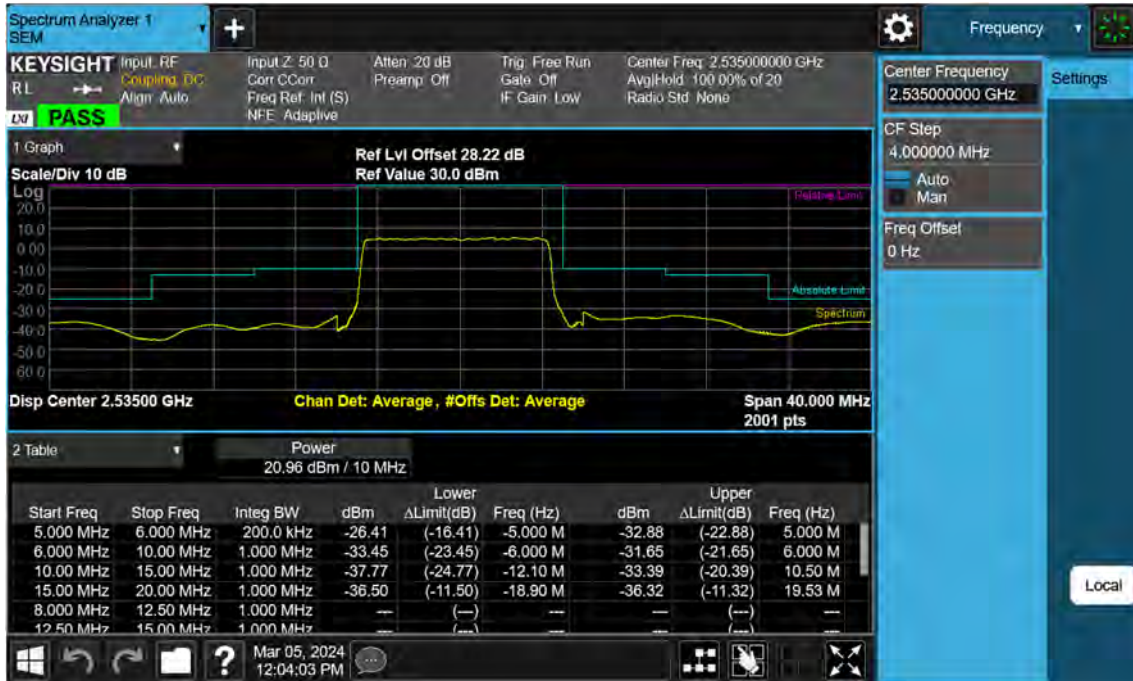 Spectrum Analyzer 1
SEM
+
Frequency
KEYSIGHT
RL
LXI PASS
Input: RF
Coupling: DC
Align: Auto
Input Z: 50 Ω
Corr CCorr
Freq Ref: Int (S)
NFE: Adaptive
Atten: 20 dB
Preamp: Off
Trig: Free Run
Gate: Off
IF Gain: Low
Center Freq: 2.535000000 GHz
Avg|Hold: 100.00% of 20
Radio Std: None
Center Frequency
2.535000000 GHz
Settings
CF Step
4.000000 MHz
Auto
Man
Freq Offset
0 Hz
1 Graph
Scale/Div 10 dB
Ref Lvl Offset 28.22 dB
Ref Value 30.0 dBm
Log
20.0
10.0
0.00
-10.0
-20.0
-30.0
-40.0
-50.0
-60.0
Relative Limit
Absolute Limit
Spectrum
Disp Center 2.53500 GHz
Chan Det: Average, #Offs Det: Average
Span 40.000 MHz
2001 pts
2 Table
Power
20.96 dBm / 10 MHz
Lower Upper
Start Freq Stop Freq Integ BW dBm ΔLimit(dB) Freq (Hz) dBm ΔLimit(dB) Freq (Hz)
5.000 MHz 6.000 MHz 200.0 kHz -26.41 (-16.41) -5.000 M -32.88 (-22.88) 5.000 M
6.000 MHz 10.00 MHz 1.000 MHz -33.45 (-23.45) -6.000 M -31.65 (-21.65) 6.000 M
10.00 MHz 15.00 MHz 1.000 MHz -37.77 (-24.77) -12.10 M -33.39 (-20.39) 10.50 M
15.00 MHz 20.00 MHz 1.000 MHz -36.50 (-11.50) -18.90 M -36.32 (-11.32) 19.53 M
8.000 MHz 12.50 MHz 1.000 MHz --- (---) --- --- (---) ---
12.50 MHz 15.00 MHz 1.000 MHz --- (---) --- --- (---) ---
Local
?
Mar 05, 2024
12:04:03 PM